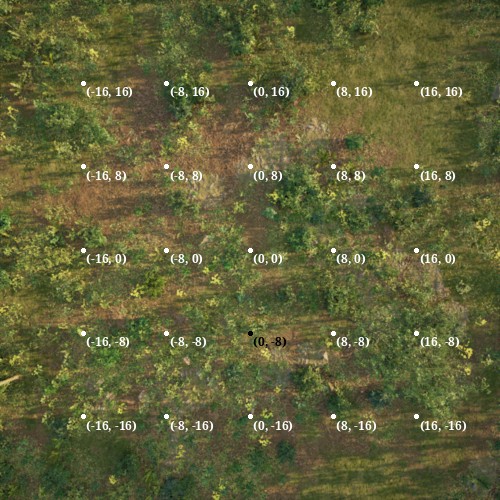 (-16, 16) (-8, 16) (0, 16) (8, 16) (16, 16)
(-16, 8) (-8, 8) (0, 8) (8, 8) (16, 8)
(-16, 0) (-8, 0) (0, 0) (8, 0) (16, 0)
(-16, -8) (-8, -8) (0, -8) (8, -8) (16, -8)
(-16, -16) (-8, -16) (0, -16) (8, -16) (16, -16)